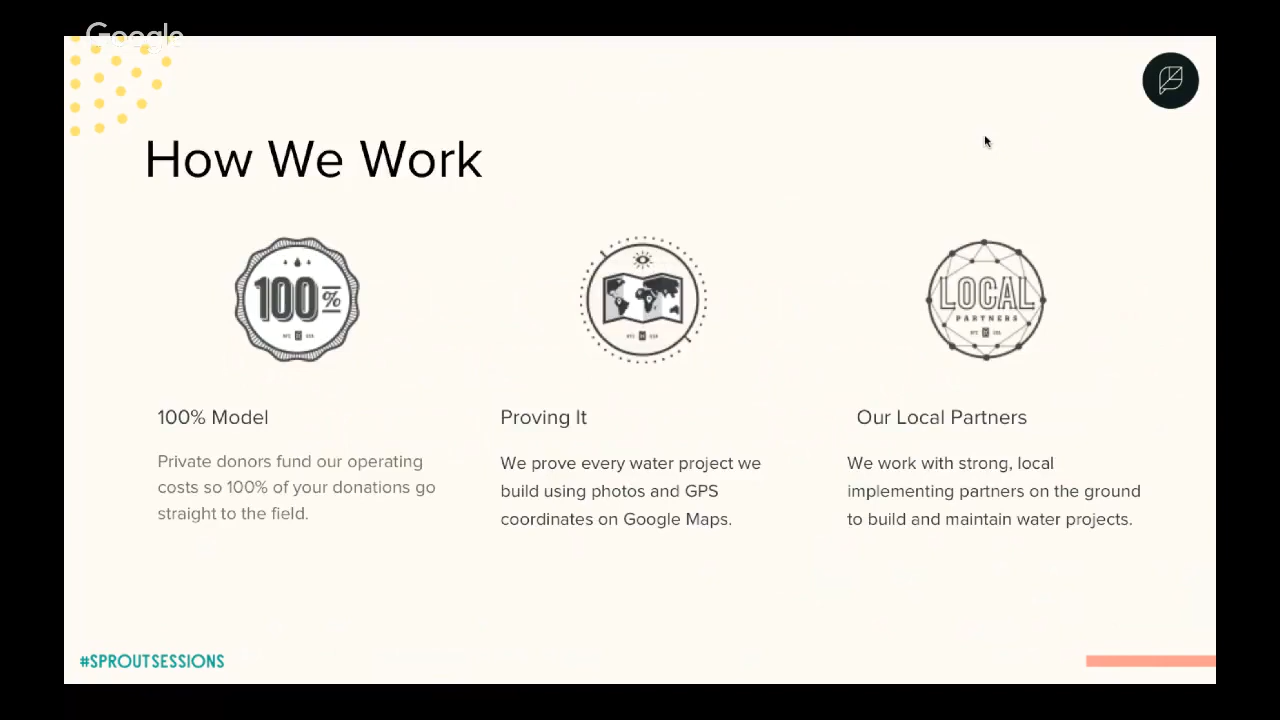 Google
How We Work
100%
LOCAL
PARTNERS
100% Model
Private donors fund our operating
costs so 100% of your donations go
straight to the field.
Proving It
We prove every water project we
build using photos and GPS
coordinates on Google Maps.
Our Local Partners
We work with strong, local
implementing partners on the ground
to build and maintain water projects.
#SPROUTSESSIONS